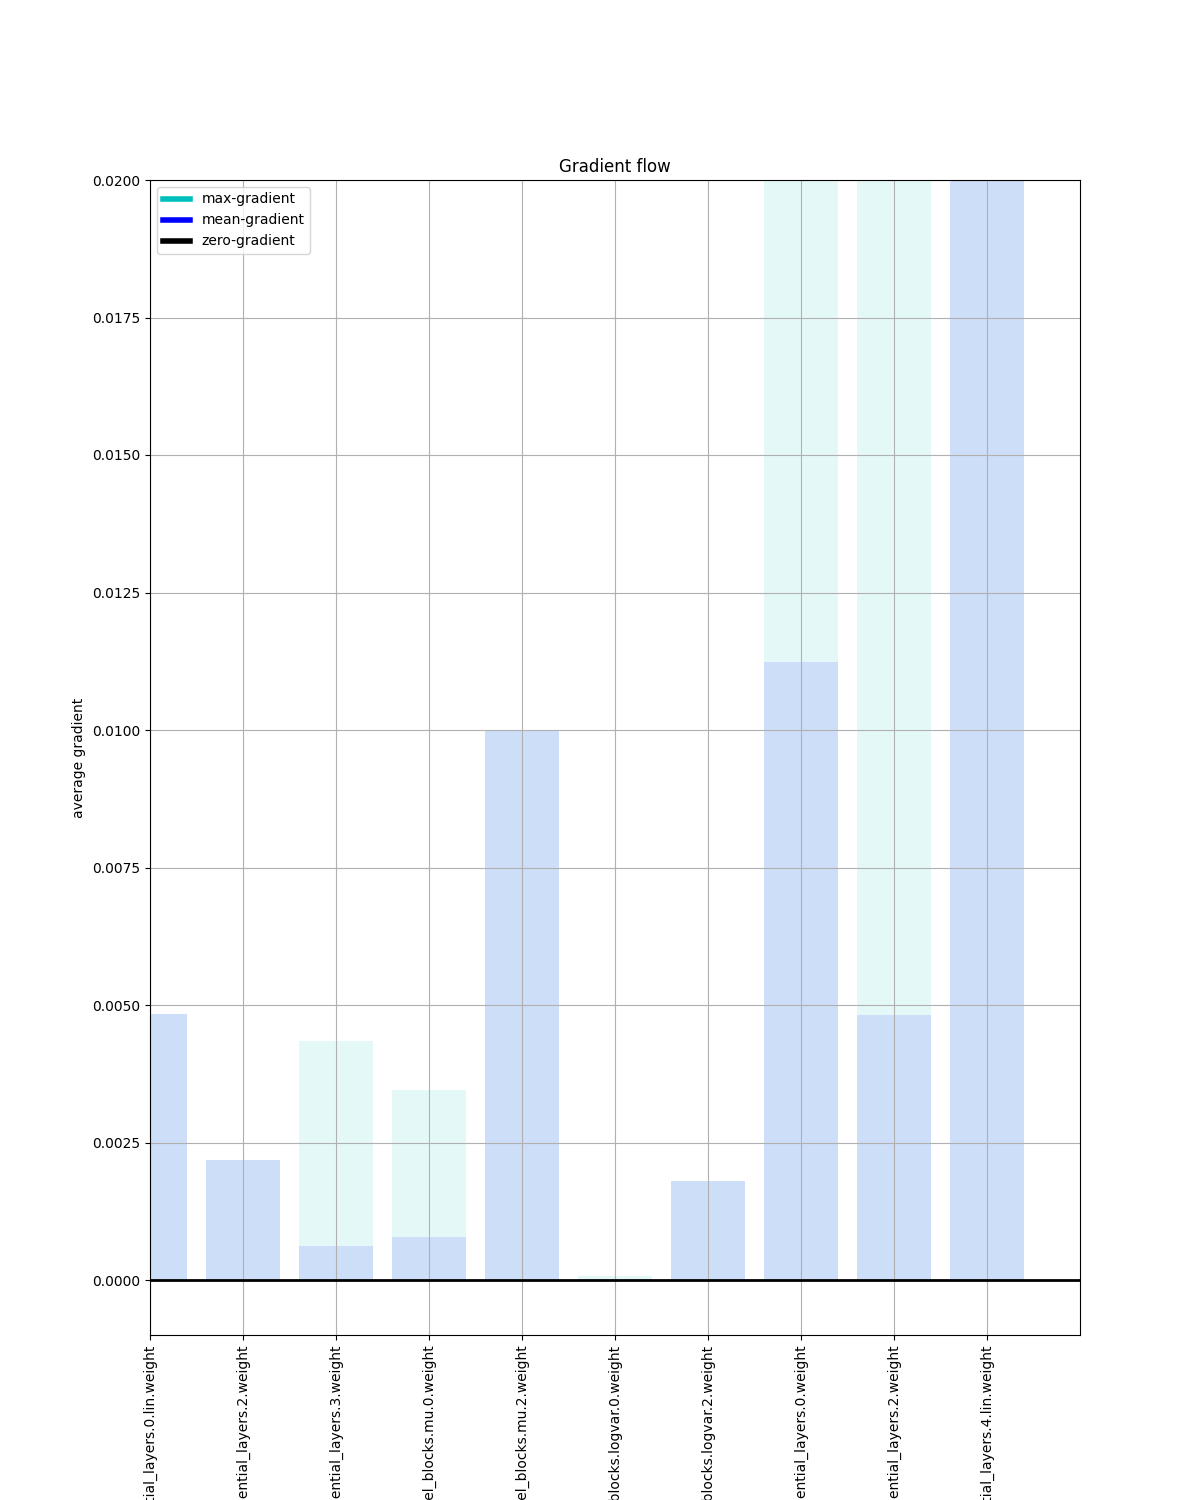 Gradient flow
max-gradient
mean-gradient
zero-gradient
0.0200
0.0175
0.0150
0.0125
0.0100
0.0075
0.0050
0.0025
0.0000
average gradient
tial_layers.0.lin.weight
ential_layers.2.weight
ential_layers.3.weight
el_blocks.mu.0.weight
el_blocks.mu.2.weight
blocks.logvar.0.weight
blocks.logvar.2.weight
ential_layers.0.weight
ential_layers.2.weight
tial_layers.4.lin.weight